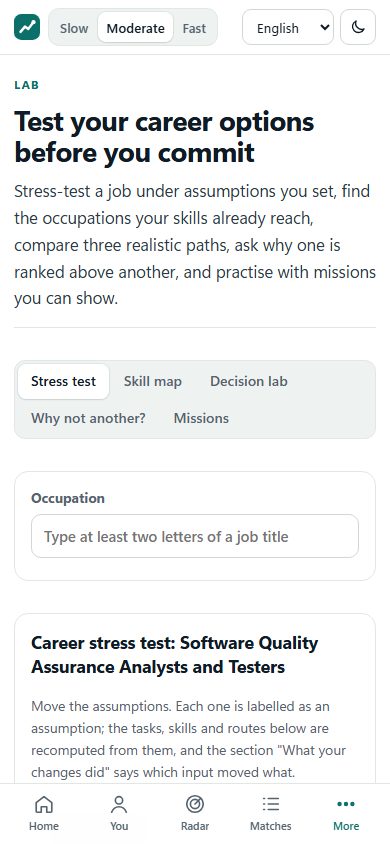 Slow Moderate Fast English
LAB
Test your career options
before you commit
Stress-test a job under assumptions you set, find
the occupations your skills already reach,
compare three realistic paths, ask why one is
ranked above another, and practise with missions
you can show.
Stress test Skill map Decision lab
Why not another? Missions
Occupation
Type at least two letters of a job title
Career stress test: Software Quality
Assurance Analysts and Testers
Move the assumptions. Each one is labelled as an
assumption; the tasks, skills and routes below are
recomputed from them, and the section "What your
changes did" says which input moved what.
Home You Radar Matches More